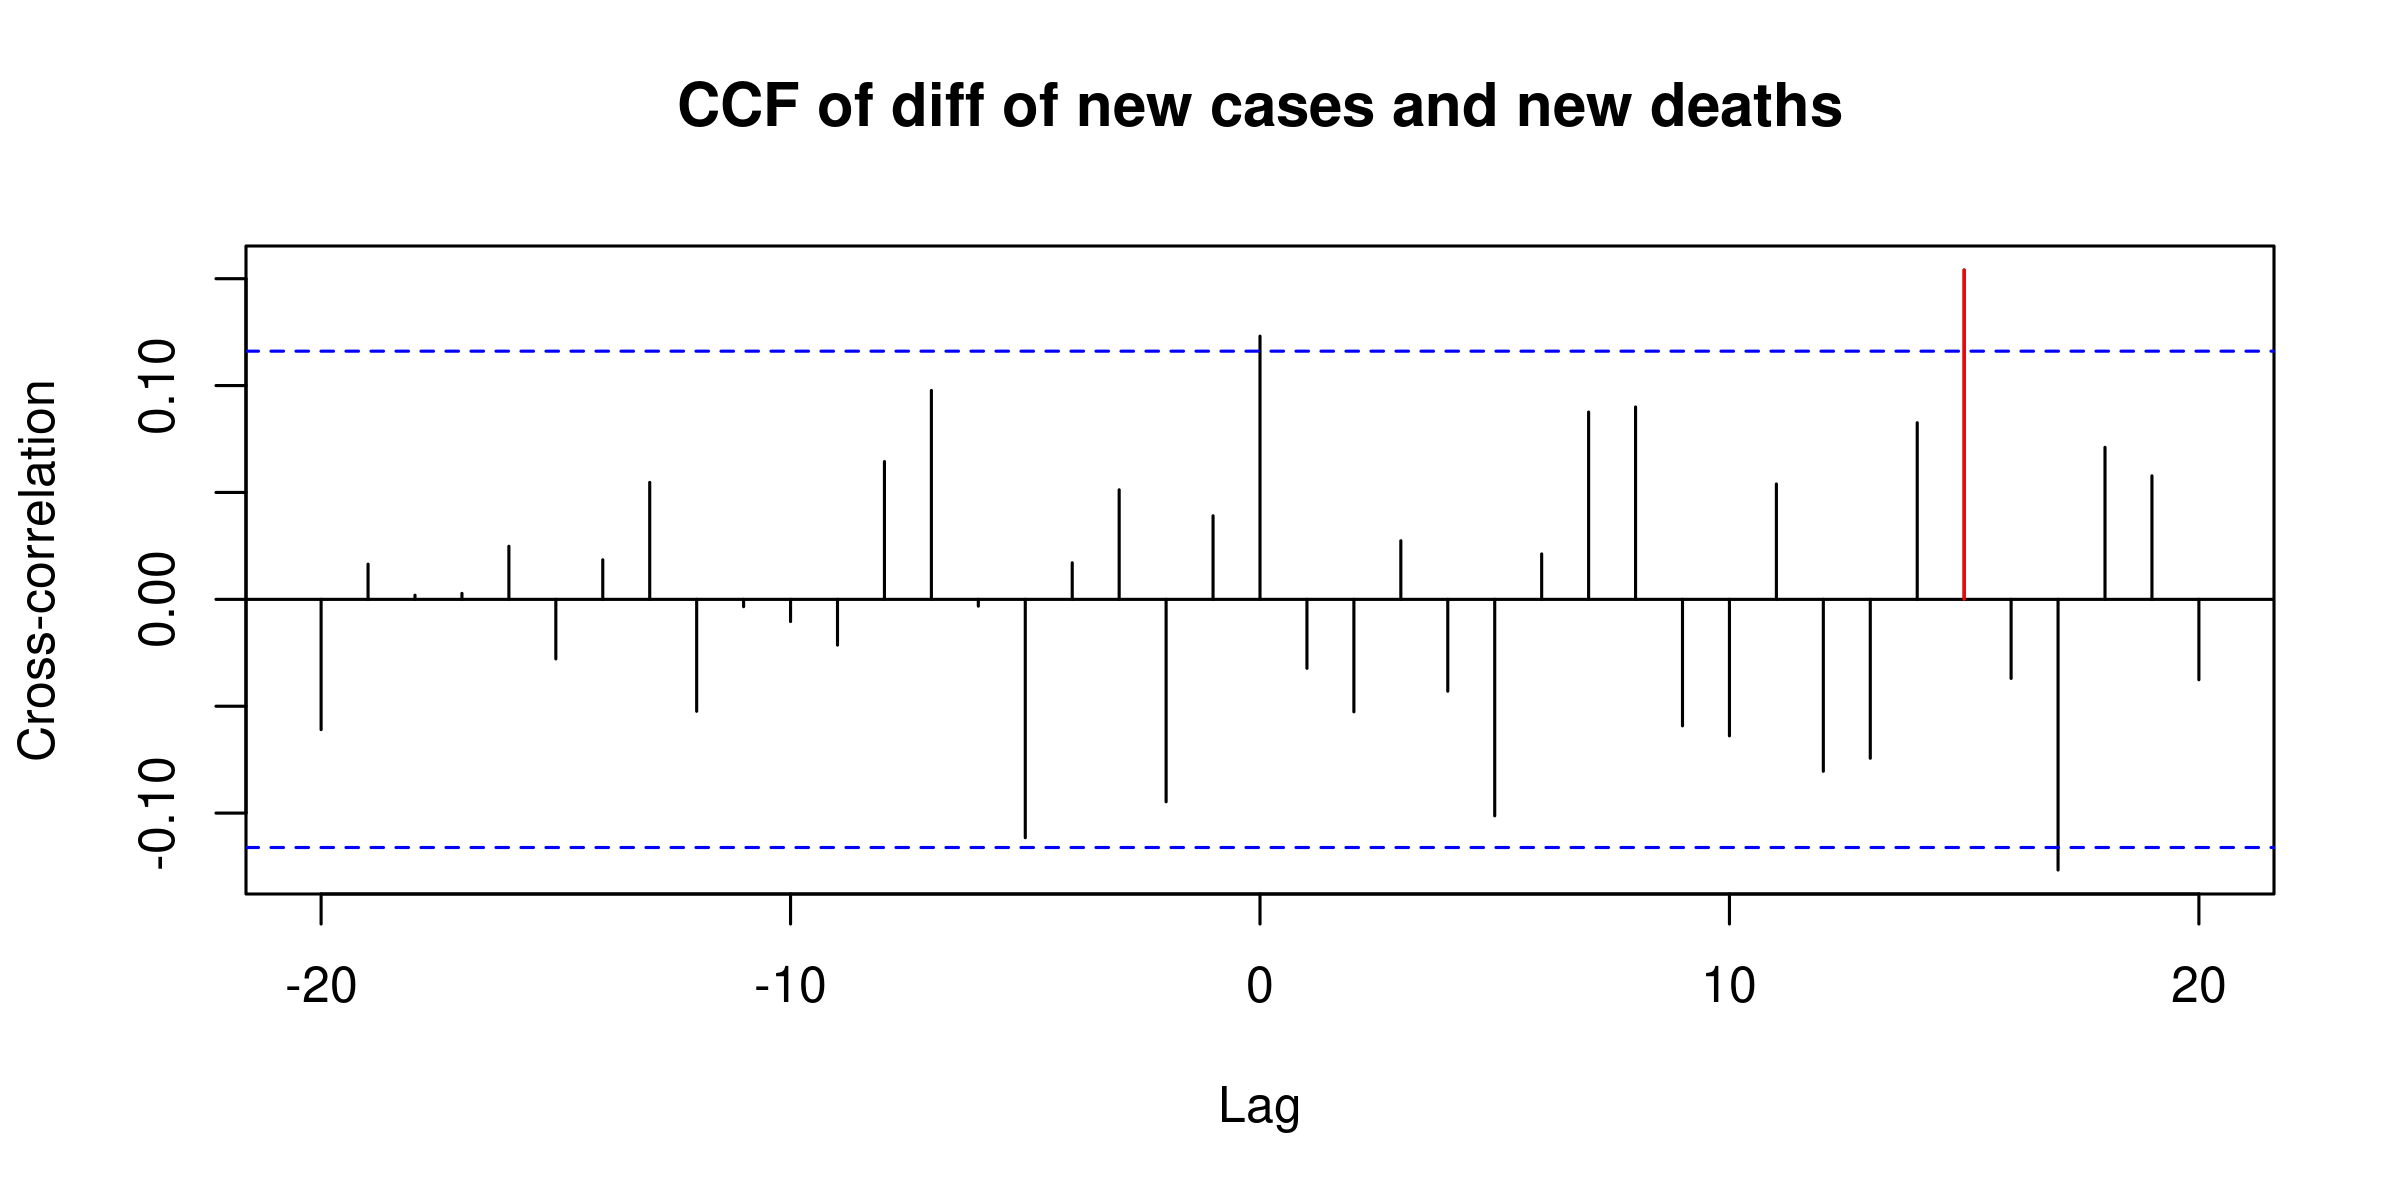 CCF of diff of new cases and new deaths
Cross-correlation
0.10
0.00
-0.10
-20 -10 0 10 20
Lag